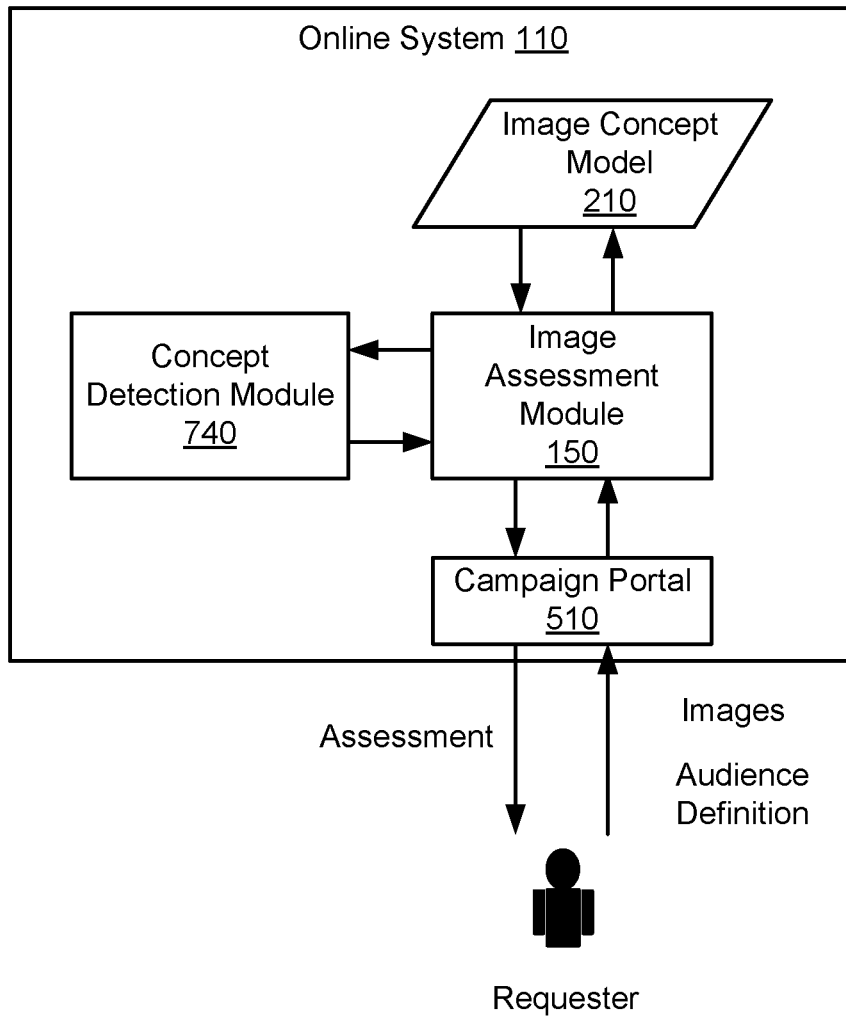 Online System 110
Image Concept
Model
210
Concept
Detection Module
740
Image
Assessment
Module
150
Campaign Portal
510
Assessment
Images
Audience
Definition
Requester